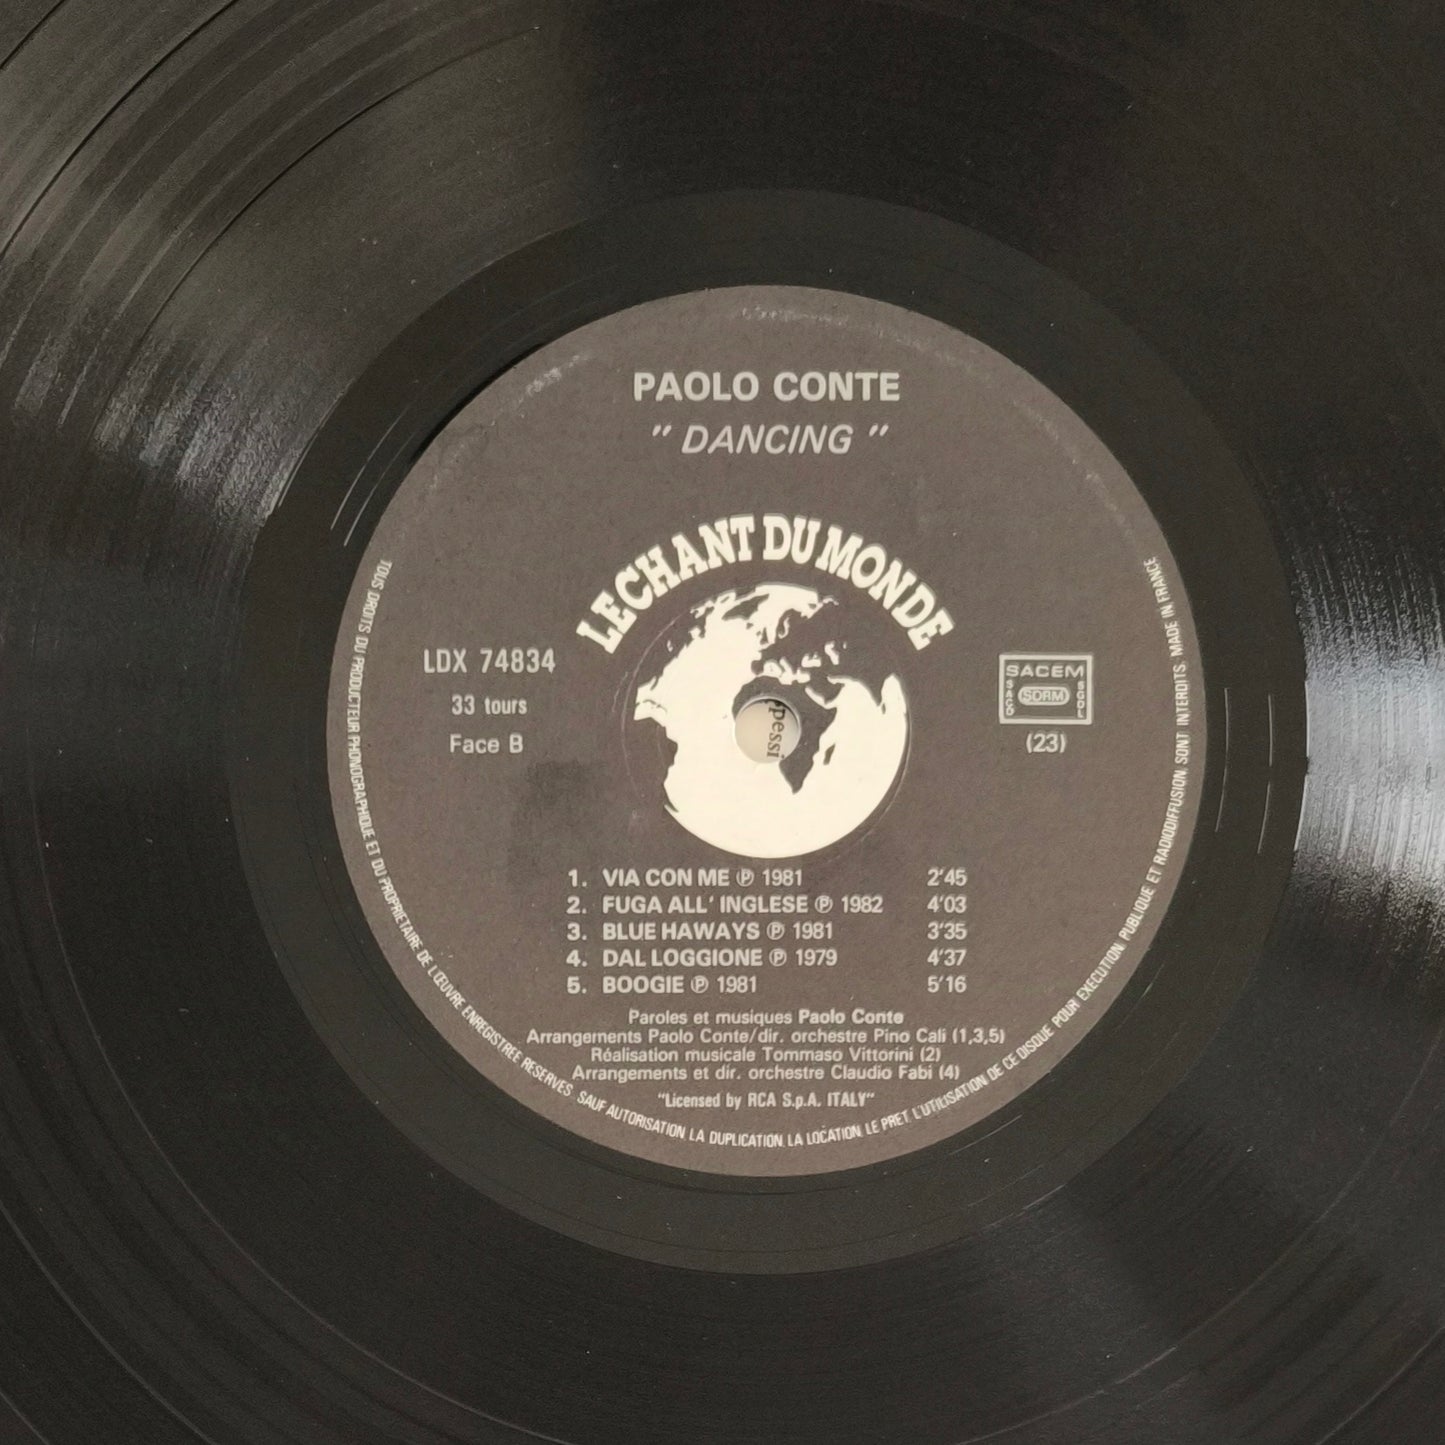 PAOLO CONTE
" DANCING "
LE CHANT DU MONDE
LDX 74834
33 tours
Face B
SACEM
SACD
SDRM
SGDL
(23)
pessi
1. VIA CON ME ℗ 1981 2'45
2. FUGA ALL' INGLESE ℗ 1982 4'03
3. BLUE HAWAYS ℗ 1981 3'35
4. DAL LOGGIONE ℗ 1979 4'37
5. BOOGIE ℗ 1981 5'16
Paroles et musiques Paolo Conte
Arrangements Paolo Conte/dir. orchestre Pino Cali (1,3,5)
Réalisation musicale Tommaso Vittorini (2)
Arrangements et dir. orchestre Claudio Fabi (4)
"Licensed by RCA S.p.A. ITALY"
TOUS DROITS DU PRODUCTEUR PHONOGRAPHIQUE ET DU PROPRIETAIRE DE L'ŒUVRE ENREGISTREE RESERVES. SAUF AUTORISATION LA DUPLICATION, LA LOCATION, LE PRET, L'UTILISATION DE CE DISQUE POUR EXECUTION PUBLIQUE ET RADIODIFFUSION SONT INTERDITS. MADE IN FRANCE